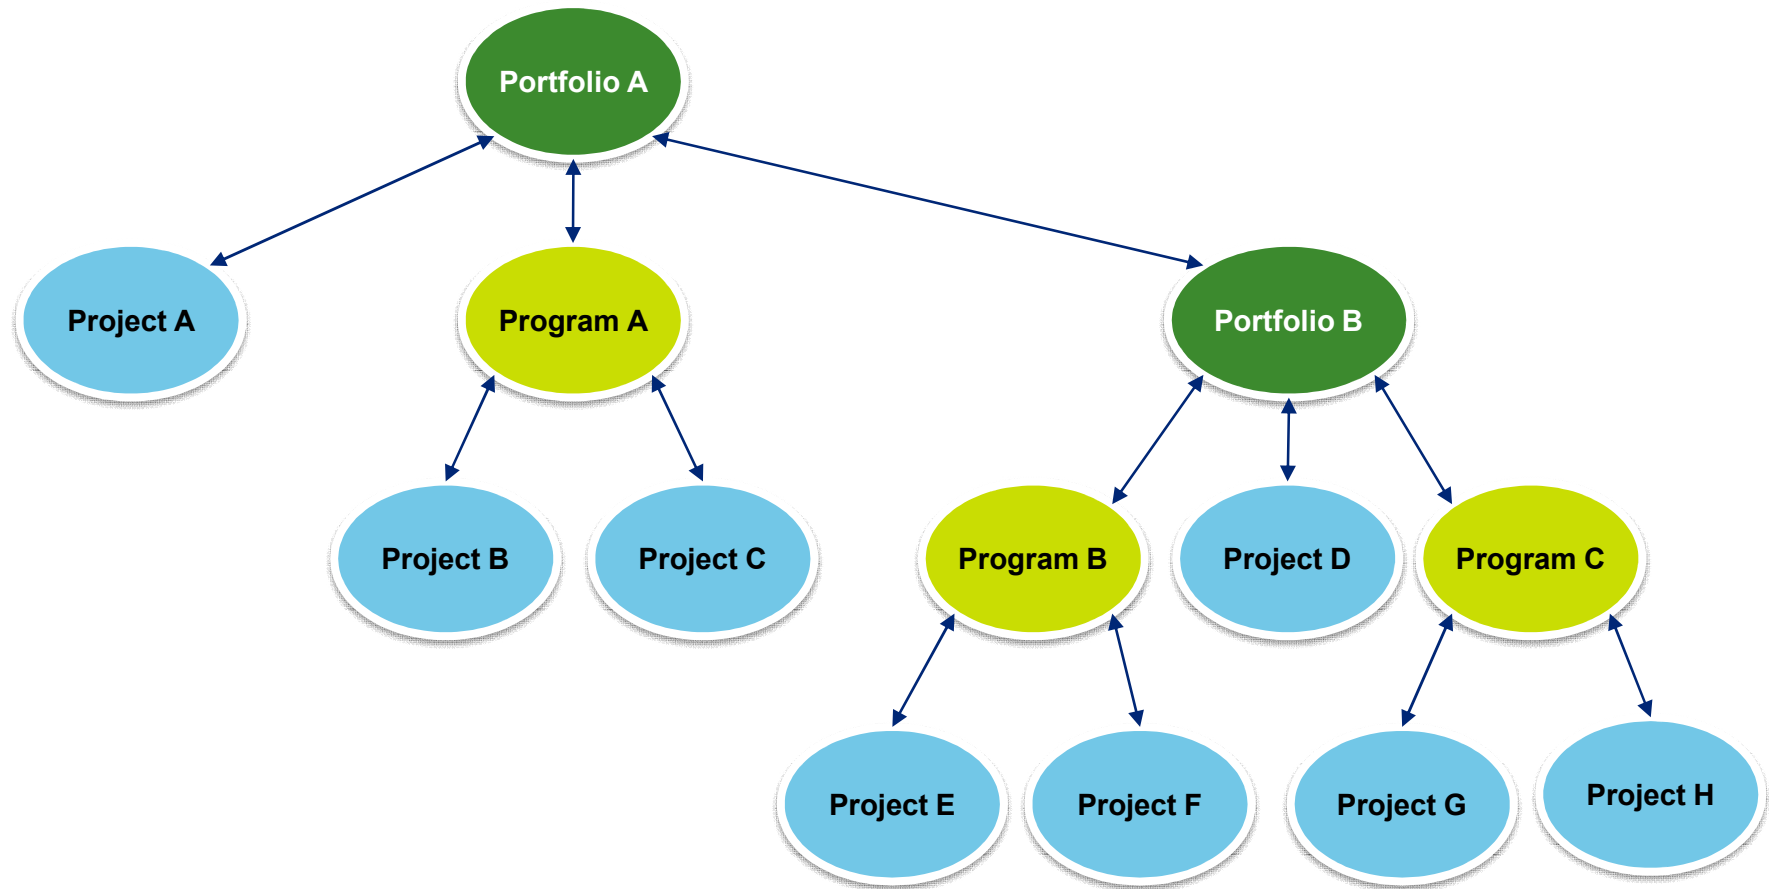 Portfolio A
Project A
Program A
Portfolio B
Project B
Project C
Program B
Project D
Program C
Project E
Project F
Project G
Project H